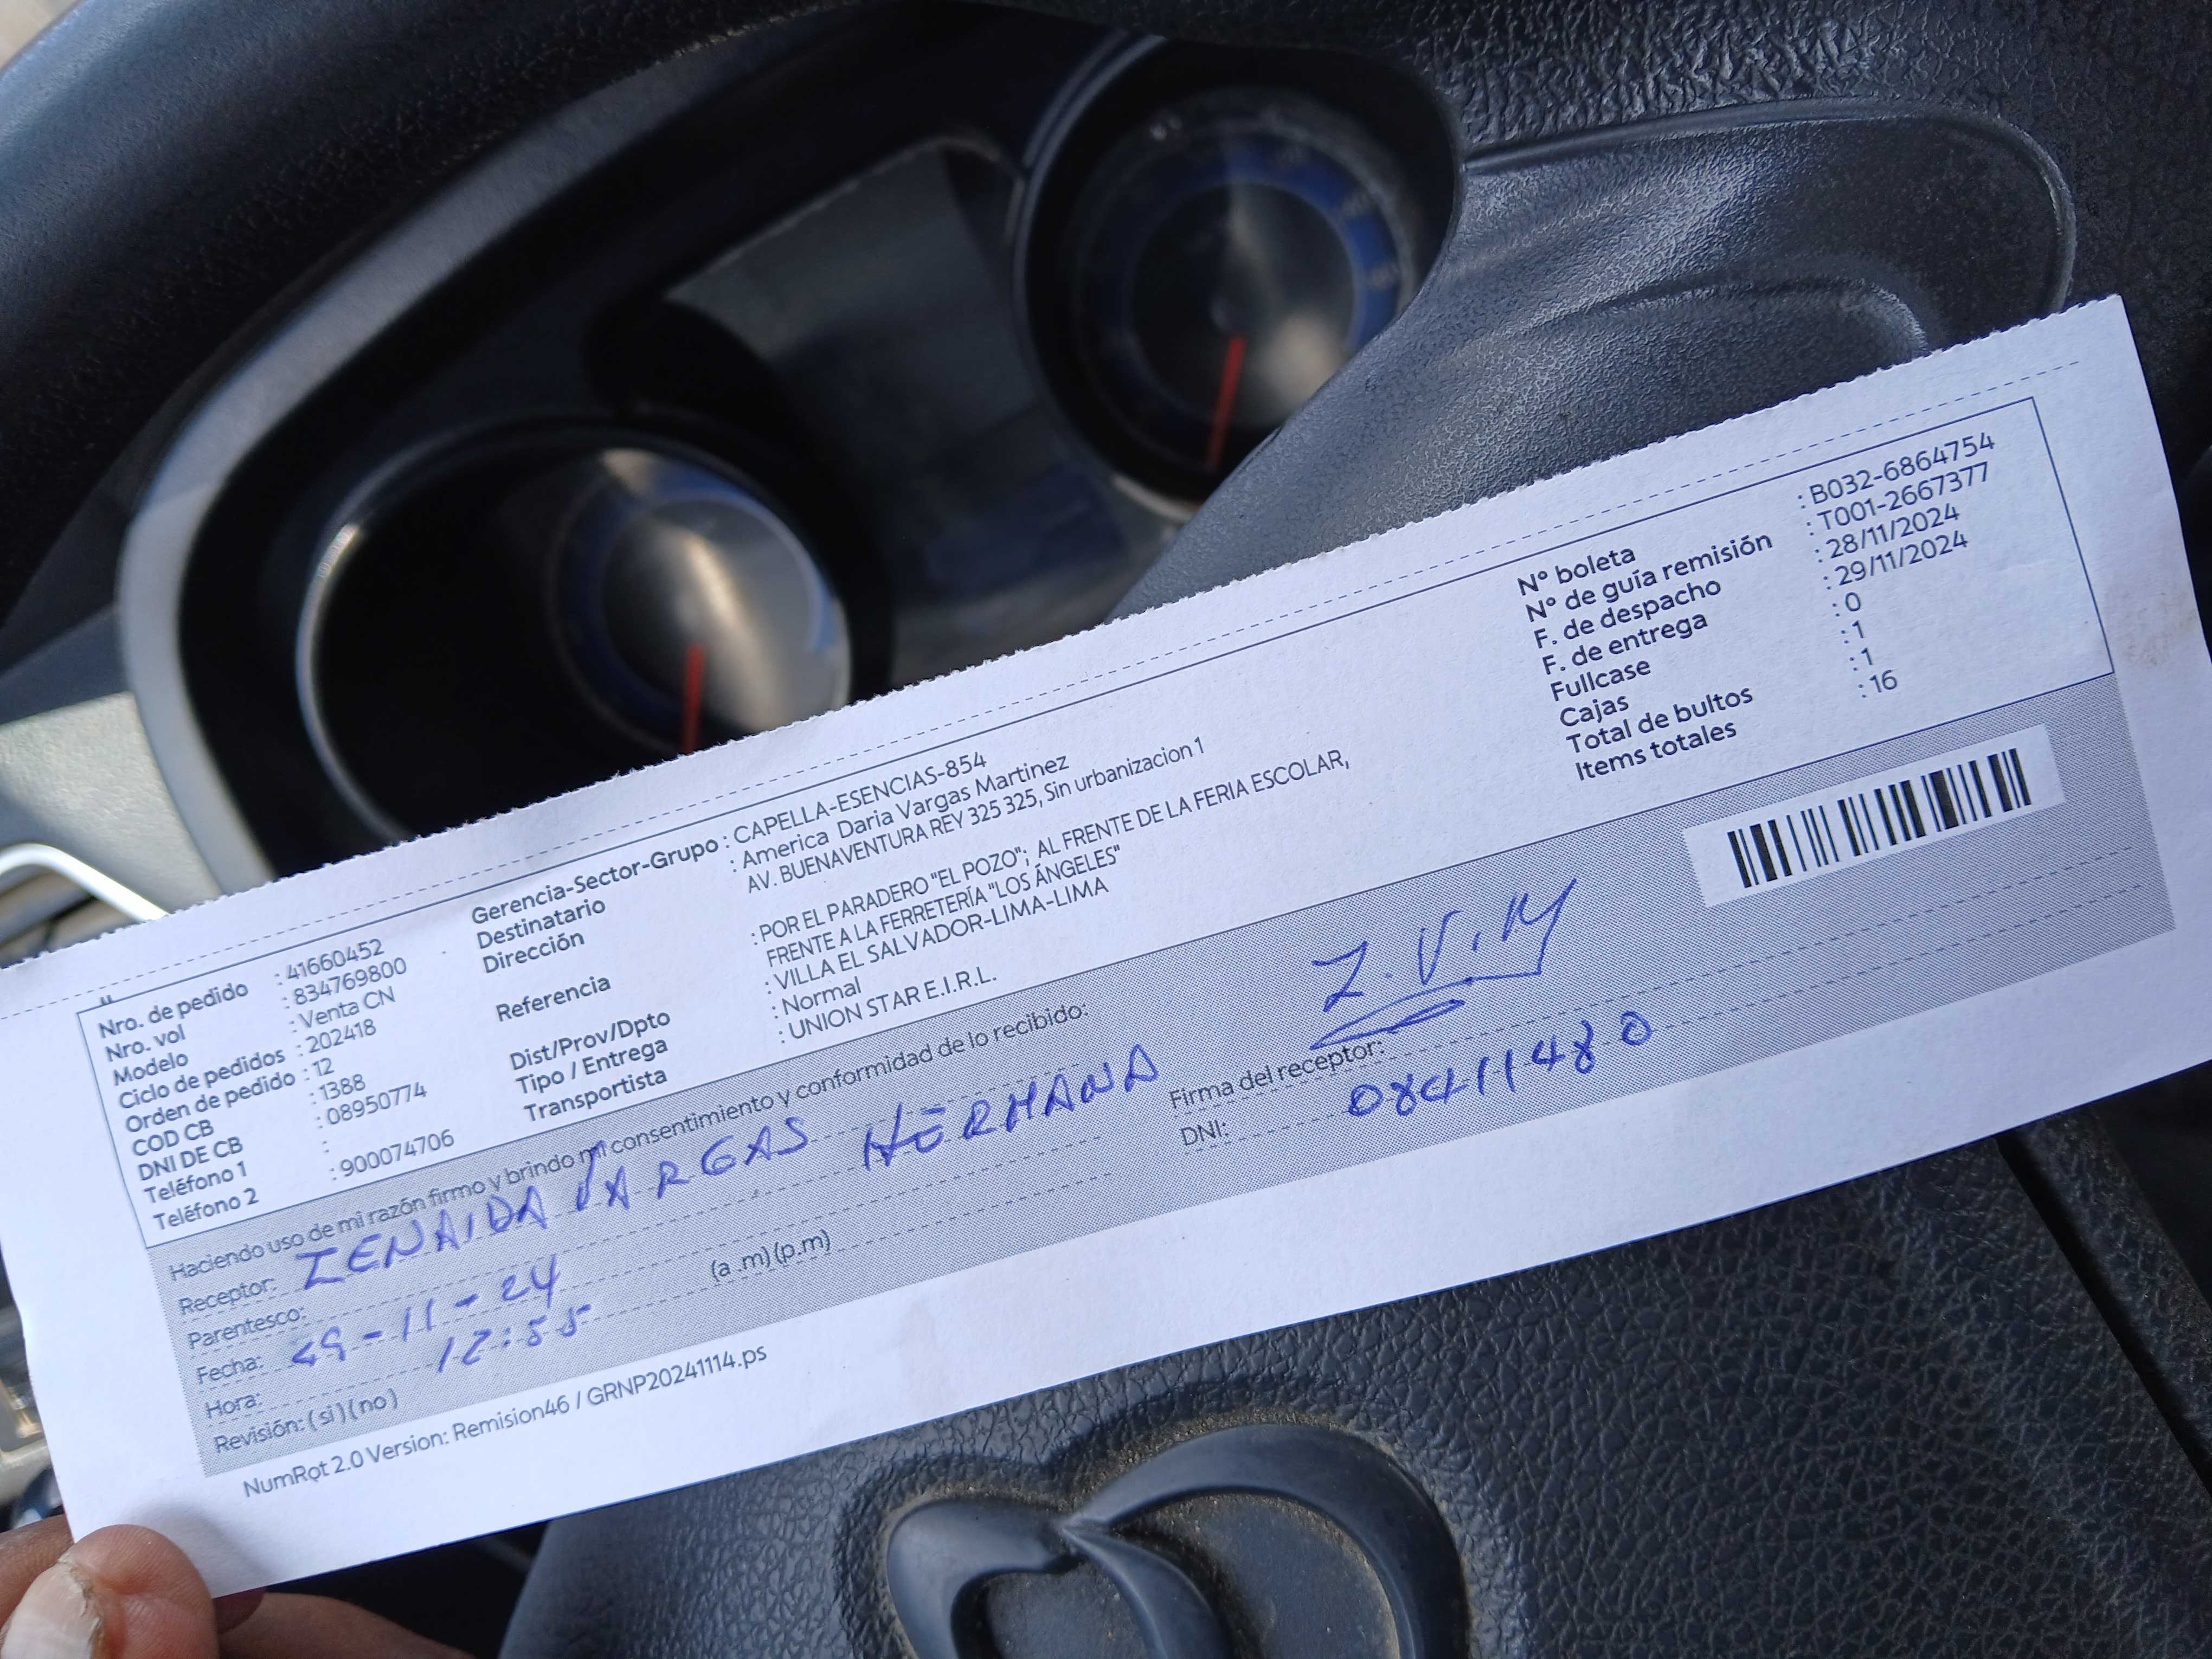 Nro. de pedido : 41660452
Nro. vol : 834769800
Modelo : Venta CN
Ciclo de pedidos : 202418
Orden de pedido : 12
COD CB : 1388
DNI DE CB : 08950774
Teléfono 1 :
Teléfono 2 : 900074706
Gerencia-Sector-Grupo : CAPELLA-ESENCIAS-854
Destinatario : America Daria Vargas Martinez
Dirección AV. BUENAVENTURA REY 325 325, Sin urbanizacion 1
Referencia : POR EL PARADERO "EL POZO"; AL FRENTE DE LA FERIA ESCOLAR,
FRENTE A LA FERRETERÍA "LOS ÁNGELES"
Dist/Prov/Dpto : VILLA EL SALVADOR-LIMA-LIMA
Tipo / Entrega : Normal
Transportista : UNION STAR E.I.R.L.
N° boleta : B032-6864754
N° de guía remisión : T001-2667377
F. de despacho : 28/11/2024
F. de entrega : 29/11/2024
Fullcase : 0
Cajas : 1
Total de bultos : 1
Items totales : 16
Haciendo uso de mi razón firmo y brindo mi consentimiento y conformidad de lo recibido:
Receptor: ZENAIDA VARGAS HERMANA
Parentesco:
Fecha: 29-11-24
Hora: 12:55 (a.m)(p.m)
Revisión: (si)(no)
Firma del receptor: Z.V.M
DNI: 08411480
NumRot 2.0 Version: Remision46 / GRNP20241114.ps